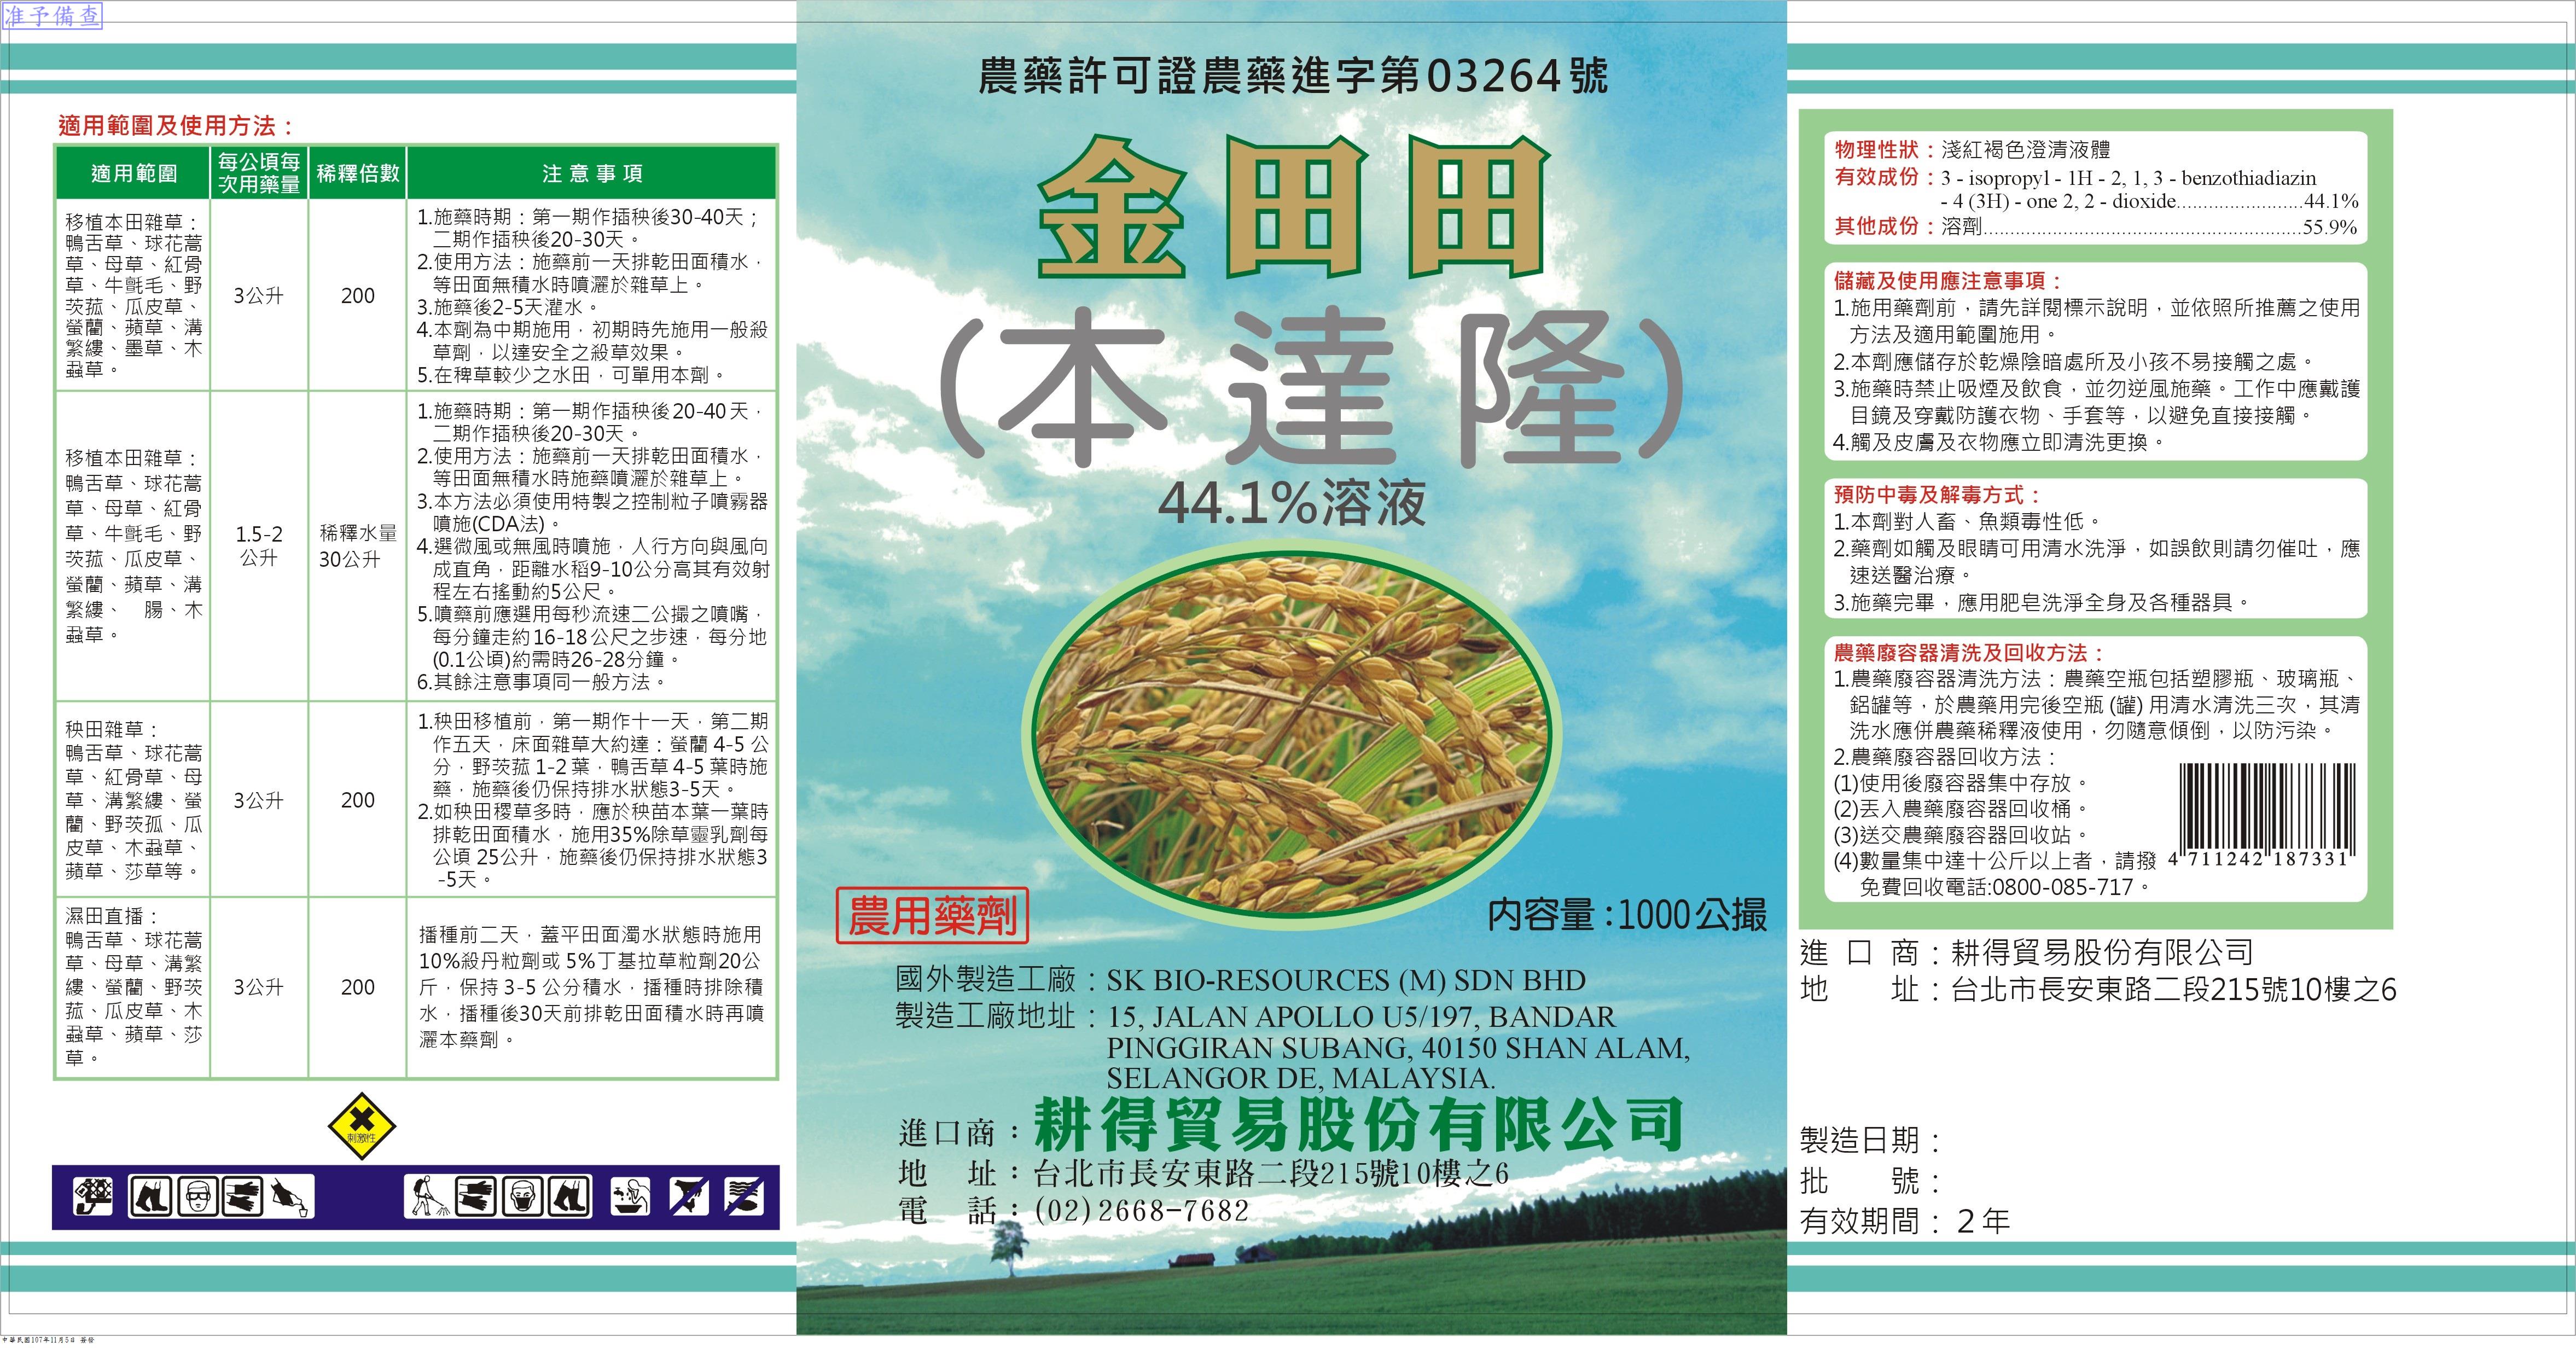 准予備查
適用範圍及使用方法：
適用範圍
每公頃每
次用藥量
稀釋倍數
注意事項
移植本田雜草：
鴨舌草、球花蒿
草、母草、紅骨
草、牛氈毛、野
茨菰、瓜皮草、
螢藺、蘋草、溝
繁縷、墨草、木
蝨草。
3公升
200
1.施藥時期：第一期作插秧後30-40天；
二期作插秧後20-30天。
2.使用方法：施藥前一天排乾田面積水，
等田面無積水時噴灑於雜草上。
3.施藥後2-5天灌水。
4.本劑為中期施用，初期時先施用一般殺
草劑，以達安全之殺草效果。
5.在稗草較少之水田，可單用本劑。
移植本田雜草：
鴨舌草、球花蒿
草、母草、紅骨
草、牛氈毛、野
茨菰、瓜皮草、
螢藺、蘋草、溝
繁縷、　腸、木
蝨草。
1.5-2
公升
稀釋水量
30公升
1.施藥時期：第一期作插秧後20-40天，
二期作插秧後20-30天。
2.使用方法：施藥前一天排乾田面積水，
等田面無積水時施藥噴灑於雜草上。
3.本方法必須使用特製之控制粒子噴霧器
噴施(CDA法)。
4.選微風或無風時噴施，人行方向與風向
成直角，距離水稻9-10公分高其有效射
程左右搖動約5公尺。
5.噴藥前應選用每秒流速二公撮之噴嘴，
每分鐘走約16-18公尺之步速，每分地
(0.1公頃)約需時26-28分鐘。
6.其餘注意事項同一般方法。
秧田雜草：
鴨舌草、球花蒿
草、紅骨草、母
草、溝繁縷、螢
藺、野茨孤、瓜
皮草、木蝨草、
蘋草、莎草等。
3公升
200
1.秧田移植前，第一期作十一天，第二期
作五天，床面雜草大約達：螢藺 4-5 公
分，野茨菰 1-2 葉，鴨舌草 4-5 葉時施
藥，施藥後仍保持排水狀態3-5天。
2.如秧田稷草多時，應於秧苗本葉一葉時
排乾田面積水，施用35%除草靈乳劑每
公頃 25公升，施藥後仍保持排水狀態3
-5天。
濕田直播：
鴨舌草、球花蒿
草、母草、溝繁
縷、螢藺、野茨
菰、瓜皮草、木
蝨草、蘋草、莎
草。
3公升
200
播種前二天，蓋平田面濁水狀態時施用
10%殺丹粒劑或 5%丁基拉草粒劑20公
斤，保持 3-5 公分積水，播種時排除積
水，播種後30天前排乾田面積水時再噴
灑本藥劑。
刺激性
農藥許可證農藥進字第03264號
金田田
(本達隆)
44.1%溶液
農用藥劑
內容量：1000公撮
國外製造工廠：SK BIO-RESOURCES (M) SDN BHD
製造工廠地址：15, JALAN APOLLO U5/197, BANDAR
PINGGIRAN SUBANG, 40150 SHAN ALAM,
SELANGOR DE, MALAYSIA.
進口商：耕得貿易股份有限公司
地　址：台北市長安東路二段215號10樓之6
電　話：(02)2668-7682
物理性狀：淺紅褐色澄清液體
有效成份：3 - isopropyl - 1H - 2, 1, 3 - benzothiadiazin
- 4 (3H) - one 2, 2 - dioxide........................44.1%
其他成份：溶劑............................................................55.9%
儲藏及使用應注意事項：
1.施用藥劑前，請先詳閱標示說明，並依照所推薦之使用
方法及適用範圍施用。
2.本劑應儲存於乾燥陰暗處所及小孩不易接觸之處。
3.施藥時禁止吸煙及飲食，並勿逆風施藥。工作中應戴護
目鏡及穿戴防護衣物、手套等，以避免直接接觸。
4.觸及皮膚及衣物應立即清洗更換。
預防中毒及解毒方式：
1.本劑對人畜、魚類毒性低。
2.藥劑如觸及眼睛可用清水洗淨，如誤飲則請勿催吐，應
速送醫治療。
3.施藥完畢，應用肥皂洗淨全身及各種器具。
農藥廢容器清洗及回收方法：
1.農藥廢容器清洗方法：農藥空瓶包括塑膠瓶、玻璃瓶、
鋁罐等，於農藥用完後空瓶 (罐) 用清水清洗三次，其清
洗水應併農藥稀釋液使用，勿隨意傾倒，以防污染。
2.農藥廢容器回收方法：
(1)使用後廢容器集中存放。
(2)丟入農藥廢容器回收桶。
(3)送交農藥廢容器回收站。
(4)數量集中達十公斤以上者，請撥
免費回收電話:0800-085-717。
4 711242 187331
進口商：耕得貿易股份有限公司
地　址：台北市長安東路二段215號10樓之6
製造日期：
批　號：
有效期間：2年
中華民國107年11月5日 簽發